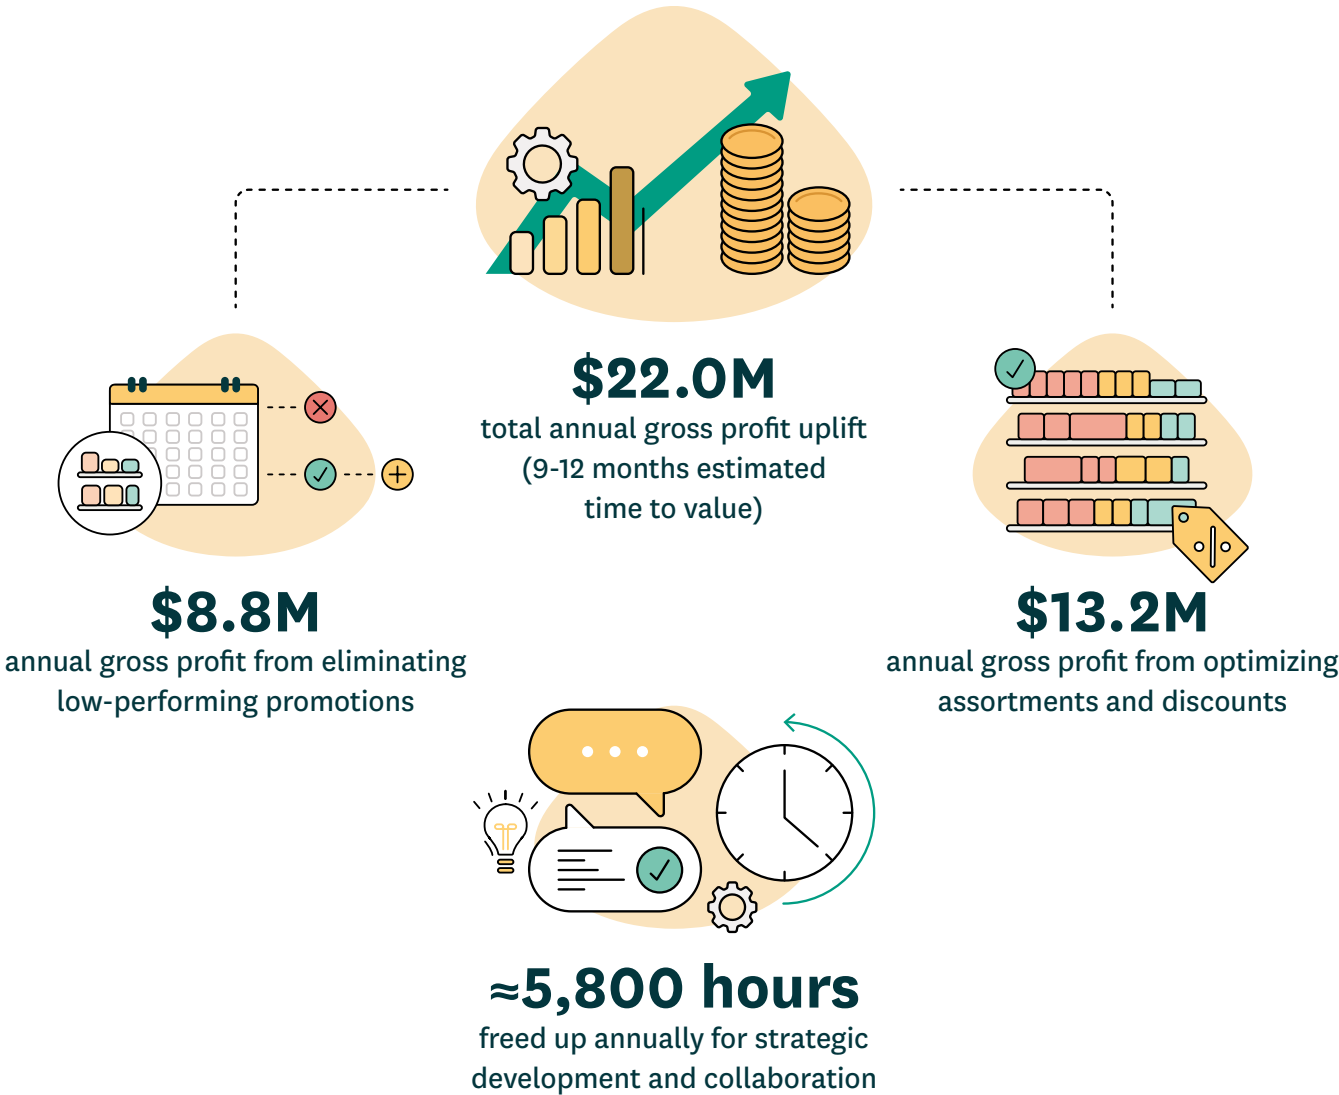 $22.0M
total annual gross profit uplift
(9-12 months estimated
time to value)
$8.8M
annual gross profit from eliminating
low-performing promotions
$13.2M
annual gross profit from optimizing
assortments and discounts
≈5,800 hours
freed up annually for strategic
development and collaboration